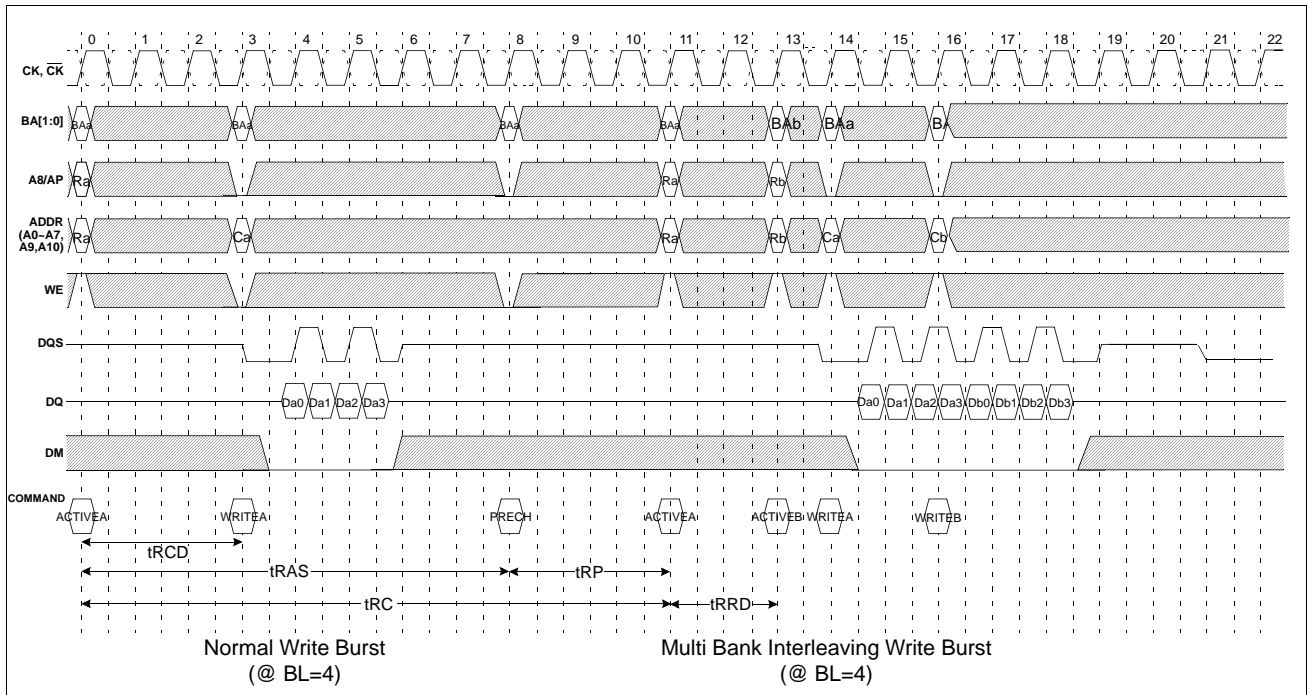 0 1 2 3 4 5 6 7 8 9 10 11 12 13 14 15 16 17 18 19 20 21 22
CK, CK
BA[1:0] BAa BAa BAa BAa BAb BAa BA
A8/AP Ra Ra Rb
ADDR
(A0~A7,
A9,A10)
Ra Ca Ra Rb Ca Cb
WE
DQS
DQ Da0 Da1 Da2 Da3 Da0 Da1 Da2 Da3 Db0 Db1 Db2 Db3
DM
COMMAND
ACTIVEA WRITEA PRECH ACTIVEA ACTIVEB WRITEA WRITEB
tRCD
tRAS tRP
tRC tRRD
Normal Write Burst Multi Bank Interleaving Write Burst
(@ BL=4) (@ BL=4)